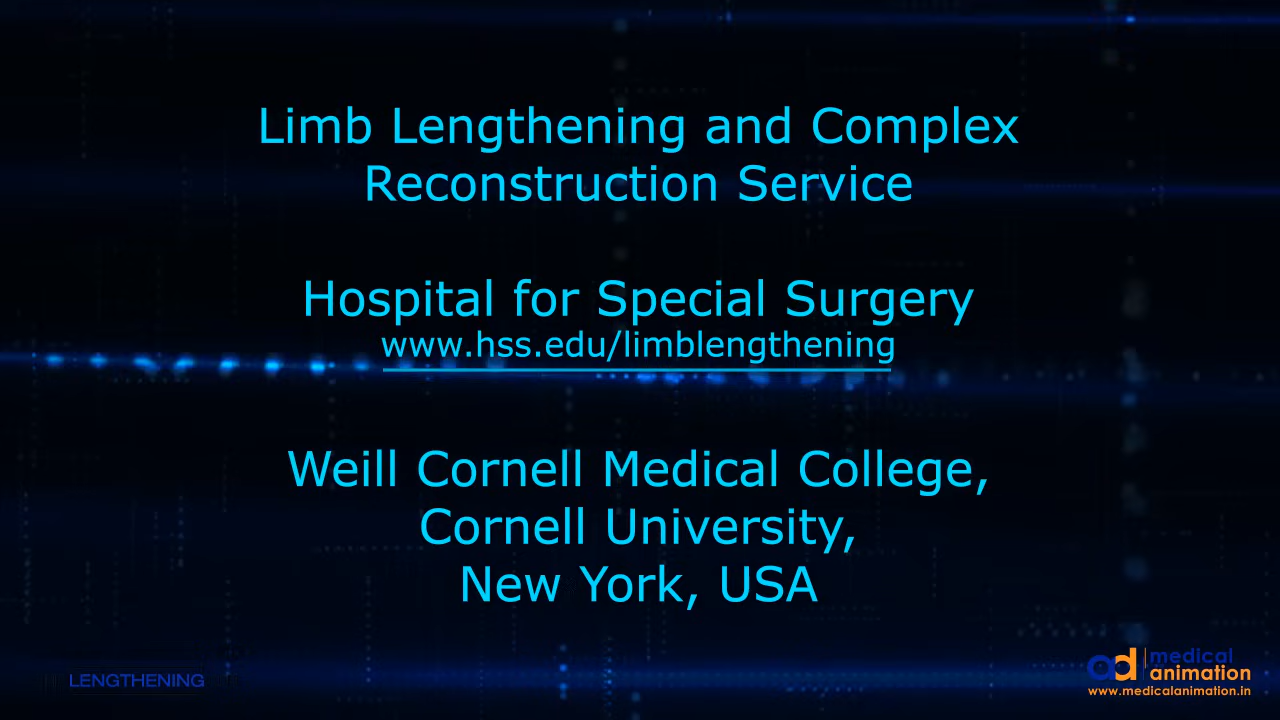 Limb Lengthening and Complex
Reconstruction Service
Hospital for Special Surgery
www.hss.edu/limblengthening
Weill Cornell Medical College,
Cornell University,
New York, USA
LENGTHENING
ad medical
animation
www.medicalanimation.in